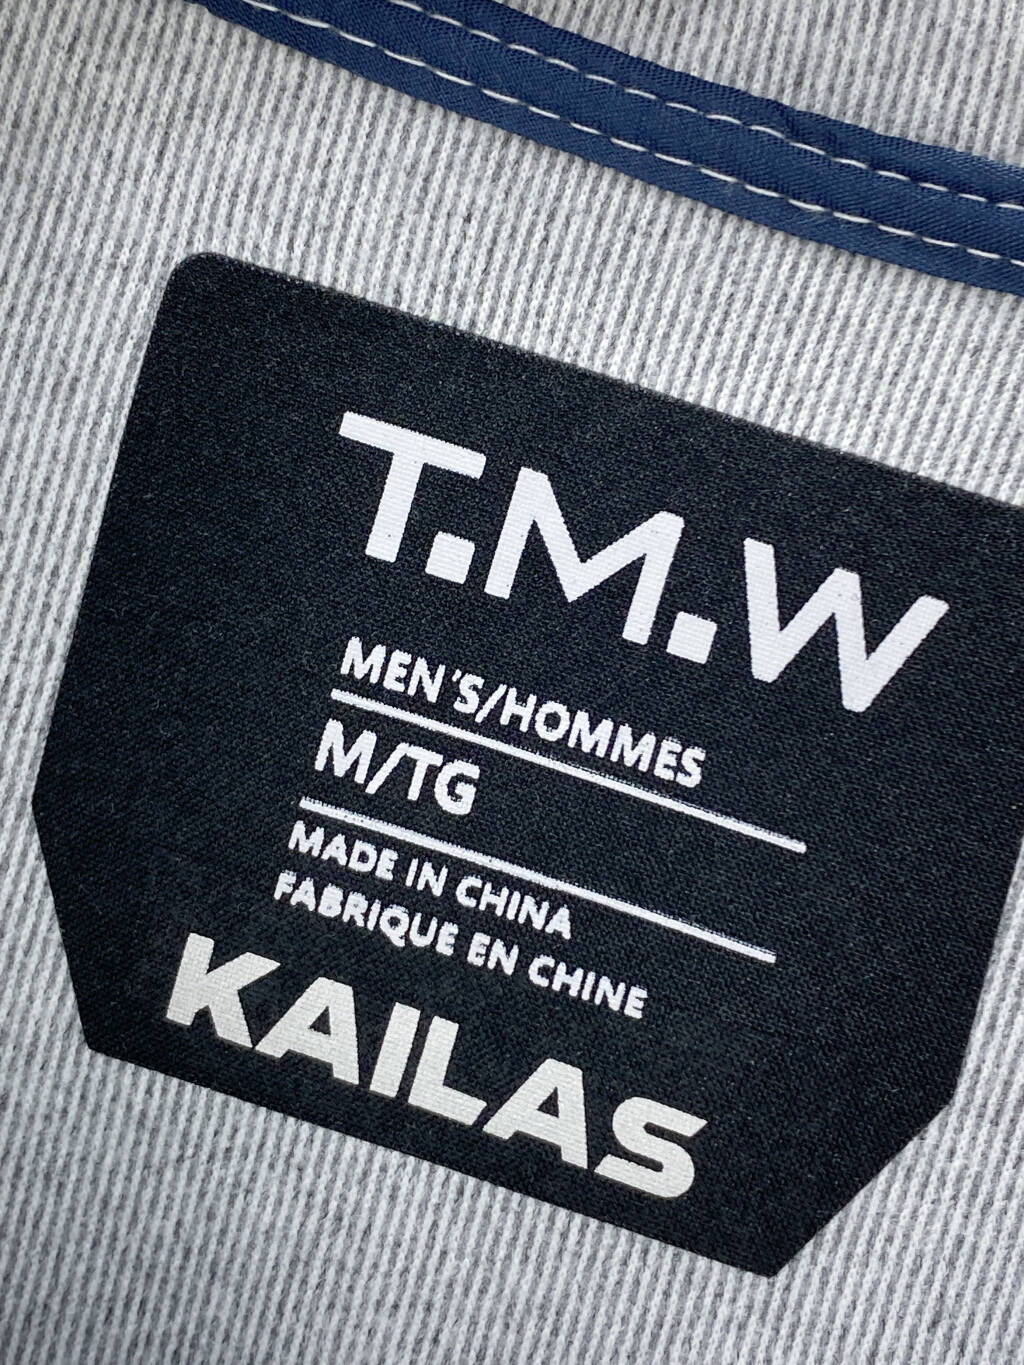 T.M.W
MEN'S/HOMMES
M/TG
MADE IN CHINA
FABRIQUE EN CHINE
KAILAS